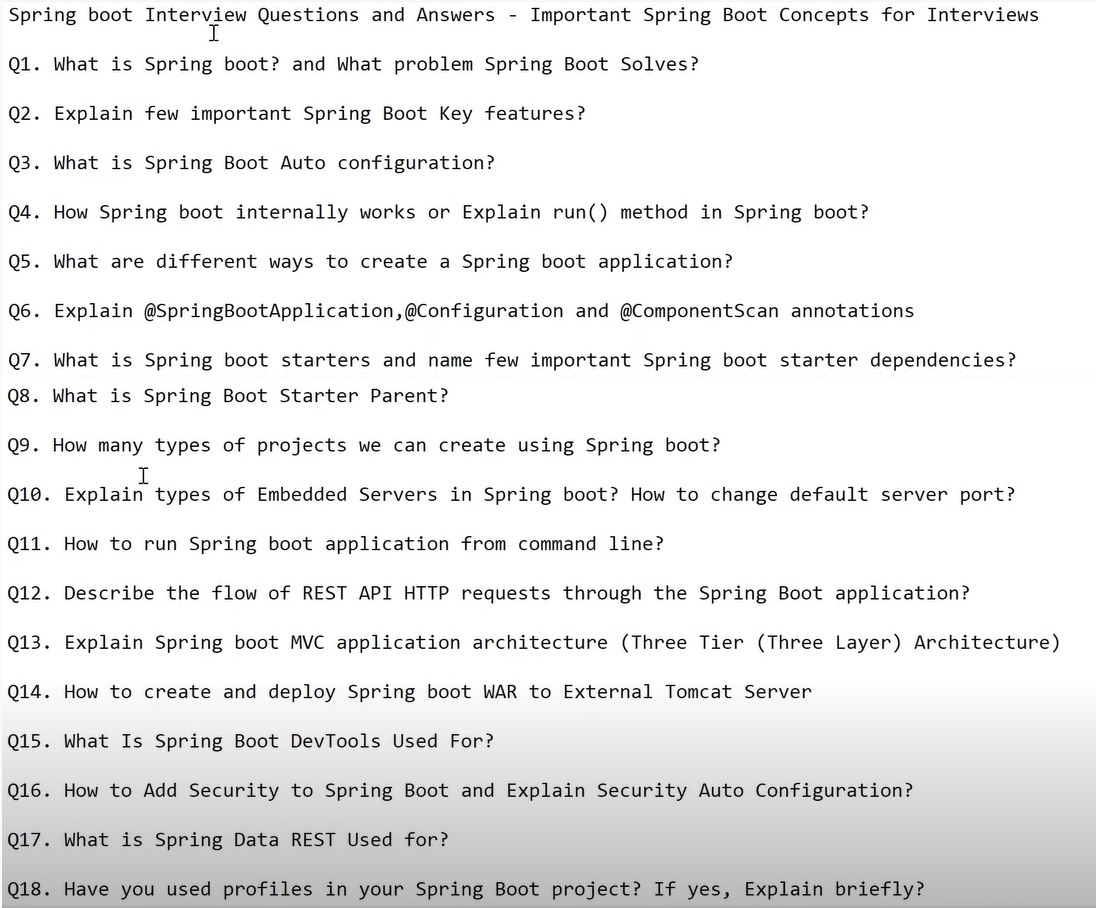 Spring boot Interview Questions and Answers - Important Spring Boot Concepts for Interviews
Q1. What is Spring boot? and What problem Spring Boot Solves?
Q2. Explain few important Spring Boot Key features?
Q3. What is Spring Boot Auto configuration?
Q4. How Spring boot internally works or Explain run() method in Spring boot?
Q5. What are different ways to create a Spring boot application?
Q6. Explain @SpringBootApplication,@Configuration and @ComponentScan annotations
Q7. What is Spring boot starters and name few important Spring boot starter dependencies?
Q8. What is Spring Boot Starter Parent?
Q9. How many types of projects we can create using Spring boot?
Q10. Explain types of Embedded Servers in Spring boot? How to change default server port?
Q11. How to run Spring boot application from command line?
Q12. Describe the flow of REST API HTTP requests through the Spring Boot application?
Q13. Explain Spring boot MVC application architecture (Three Tier (Three Layer) Architecture)
Q14. How to create and deploy Spring boot WAR to External Tomcat Server
Q15. What Is Spring Boot DevTools Used For?
Q16. How to Add Security to Spring Boot and Explain Security Auto Configuration?
Q17. What is Spring Data REST Used for?
Q18. Have you used profiles in your Spring Boot project? If yes, Explain briefly?